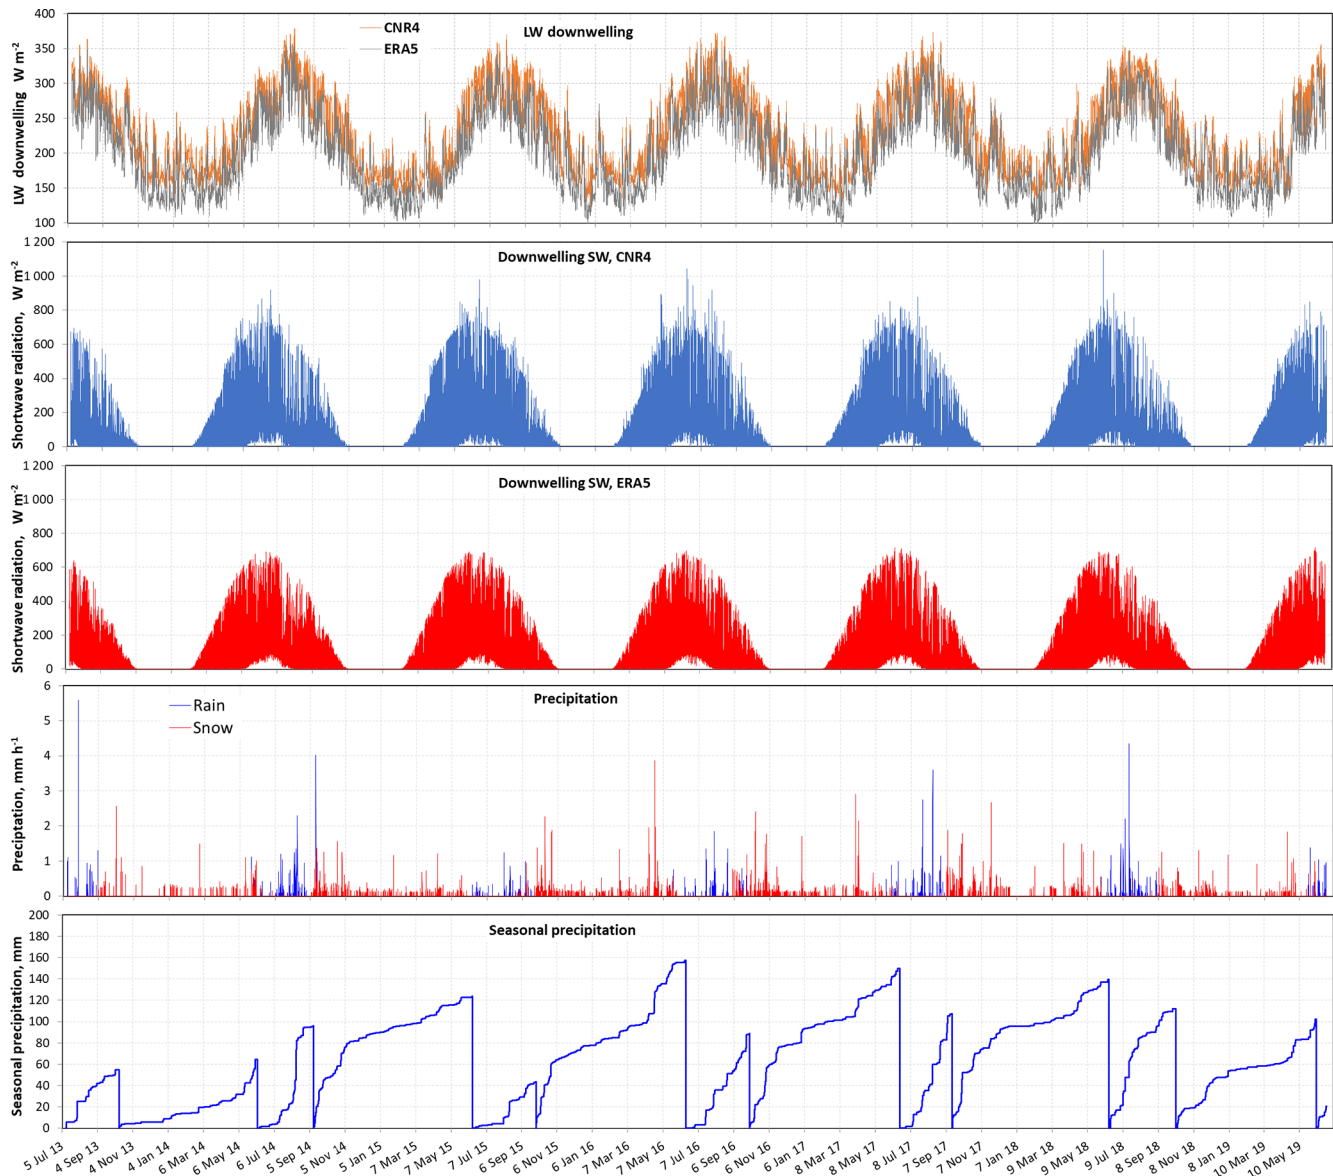 CNR4
ERA5
LW downwelling
LW downwelling W m-2
400
350
300
250
200
150
100
Downwelling SW, CNR4
Shortwave radiation, W m-2
1 200
1 000
800
600
400
200
0
Downwelling SW, ERA5
Shortwave radiation, W m-2
1 200
1 000
800
600
400
200
0
Precipitation
Rain
Snow
Preciptation, mm h-1
6
5
4
3
2
1
0
Seasonal precipitation
Seasonal precipitation, mm
200
180
160
140
120
100
80
60
40
20
0
5 Jul 13
4 Sep 13
4 Nov 13
4 Jan 14
6 Mar 14
6 May 14
6 Jul 14
5 Sep 14
5 Nov 14
5 Jan 15
7 Mar 15
7 May 15
7 Jul 15
6 Sep 15
6 Nov 15
6 Jan 16
7 Mar 16
7 May 16
7 Jul 16
6 Sep 16
6 Nov 16
6 Jan 17
8 Mar 17
8 May 17
8 Jul 17
7 Sep 17
7 Nov 17
7 Jan 18
9 Mar 18
9 May 18
9 Jul 18
8 Sep 18
8 Nov 18
8 Jan 19
10 Mar 19
10 May 19